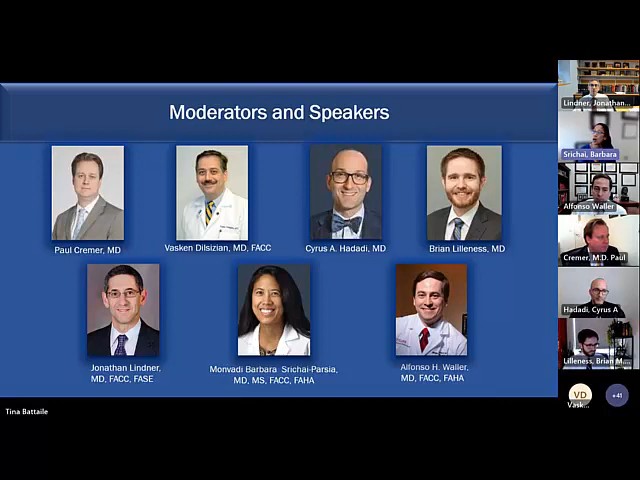 Moderators and Speakers
Paul Cremer, MD
Vasken Dilsizian, MD, FACC
Cyrus A. Hadadi, MD
Brian Lilleness, MD
Jonathan Lindner,
MD, FACC, FASE
Monvadi Barbara Srichai-Parsia,
MD, MS, FACC, FAHA
Alfonso H. Waller,
MD, FACC, FAHA
Lindner, Jonathan...
Srichai, Barbara
Alfonso Waller
Cremer, M.D. Paul
Hadadi, Cyrus A
Lilleness, Brian M...
VD
Vask...
+41
Tina Battaile